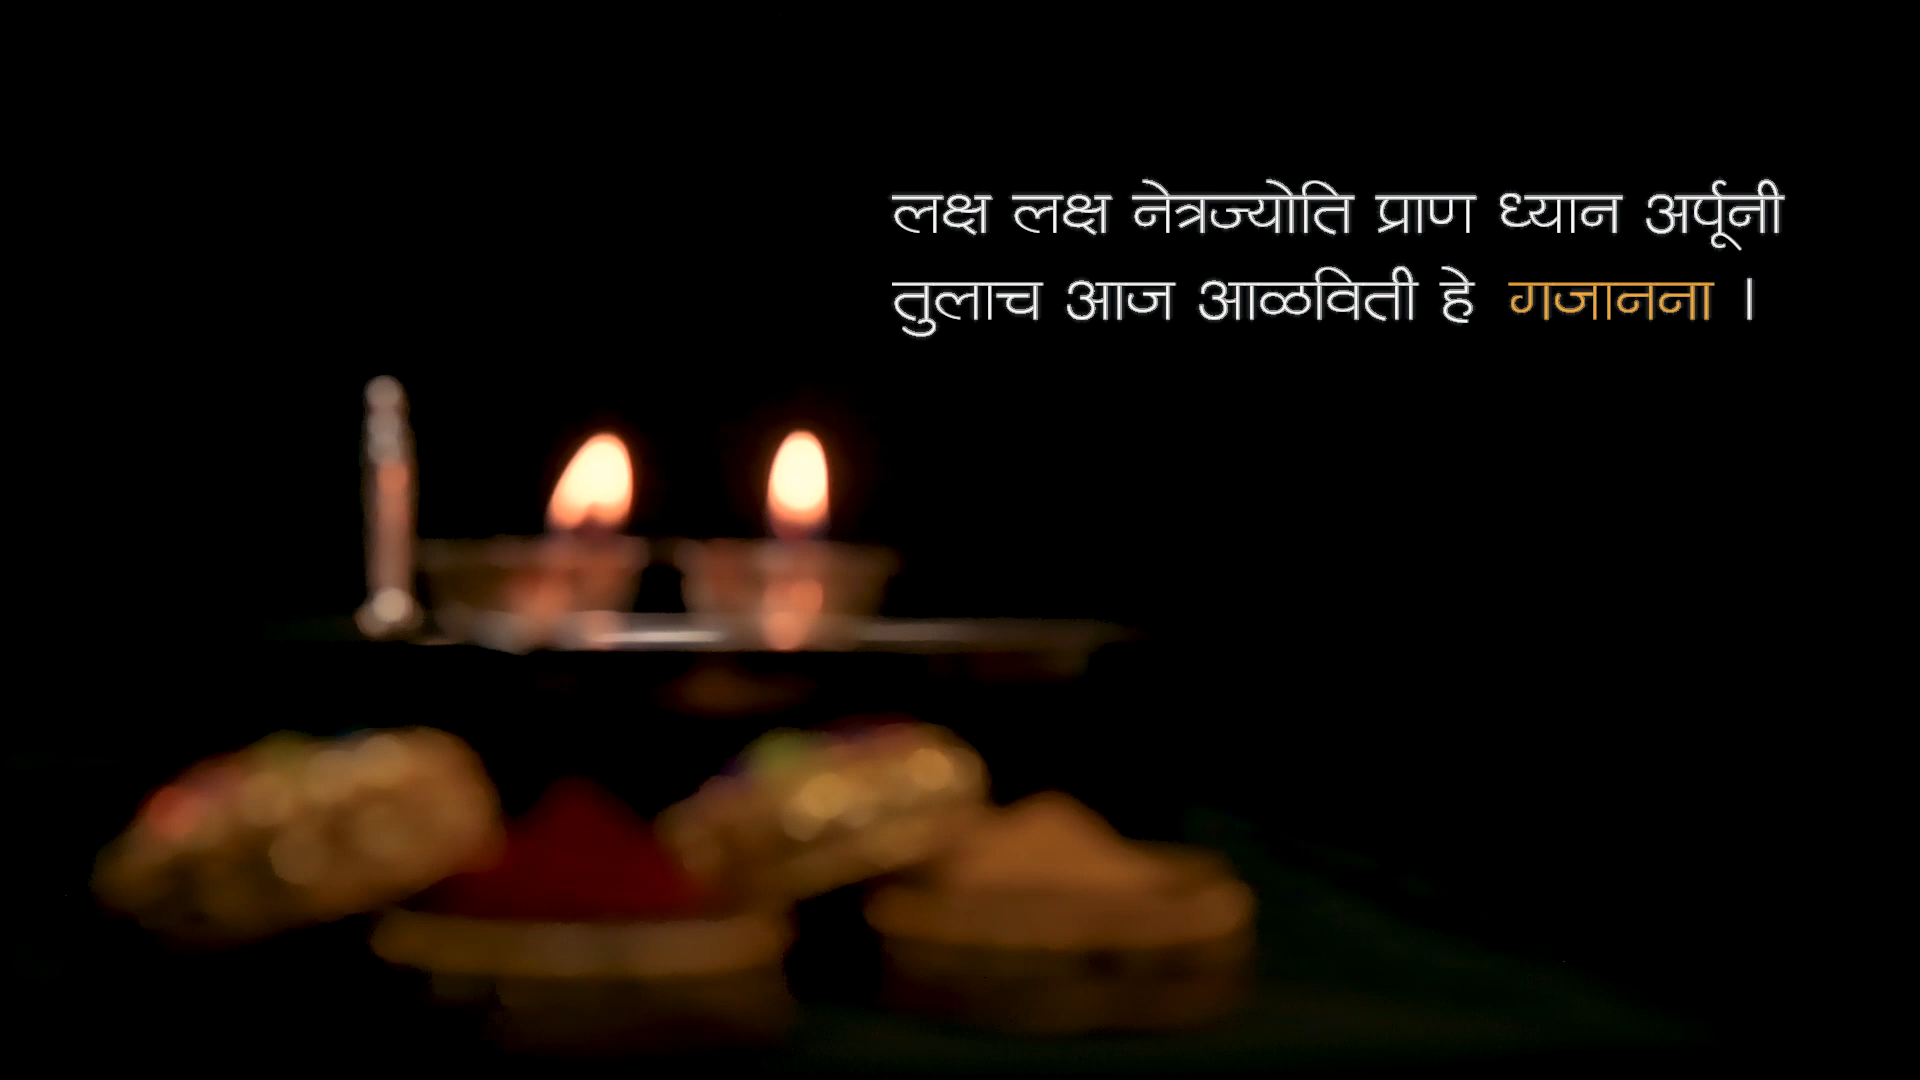 लक्ष लक्ष नेत्रज्योति प्राण ध्यान अर्पूनी
तुलाच आज आळविती हे गजानना ।